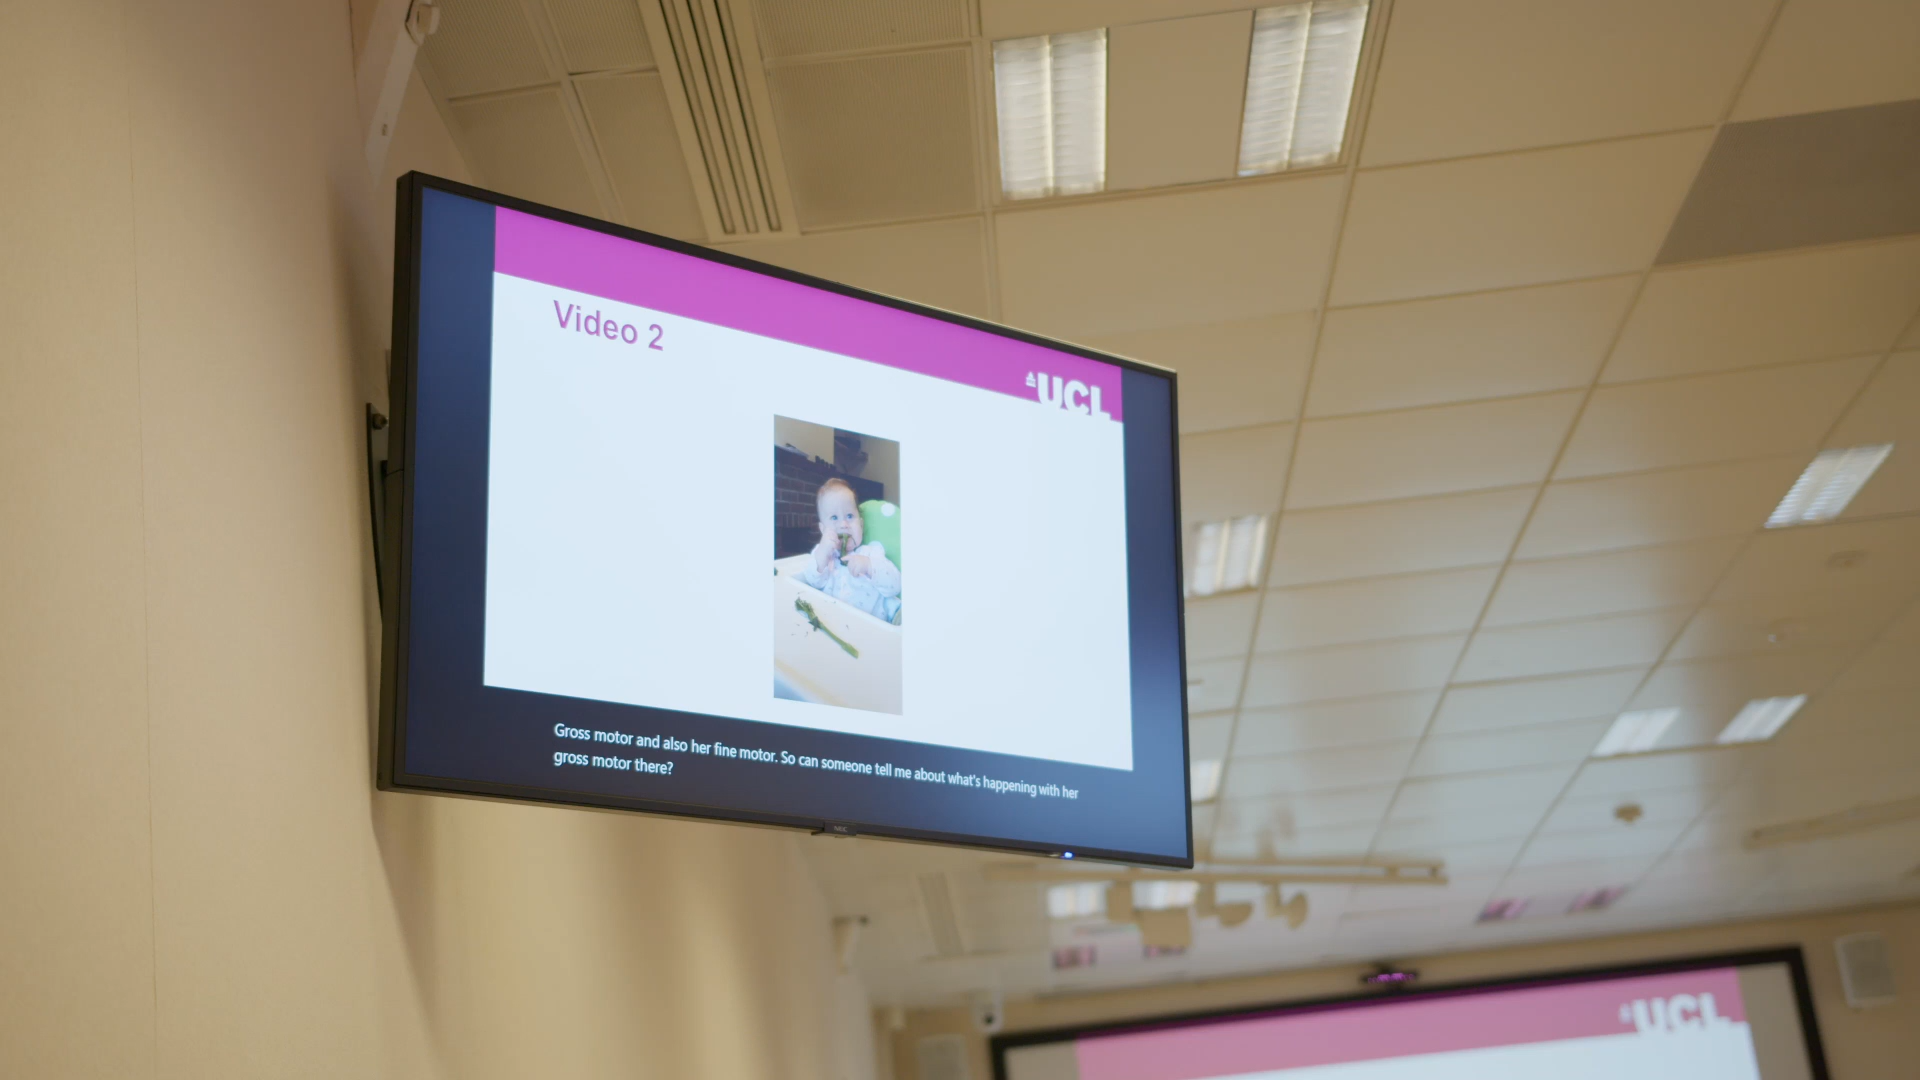 Video 2
UCL
Gross motor and also her fine motor. So can someone tell me about what's happening with her
gross motor there?
NEC
UCL